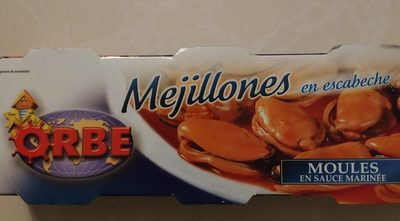 Mejillones en escabeche
ORBE
MOULES
EN SAUCE MARINÉE